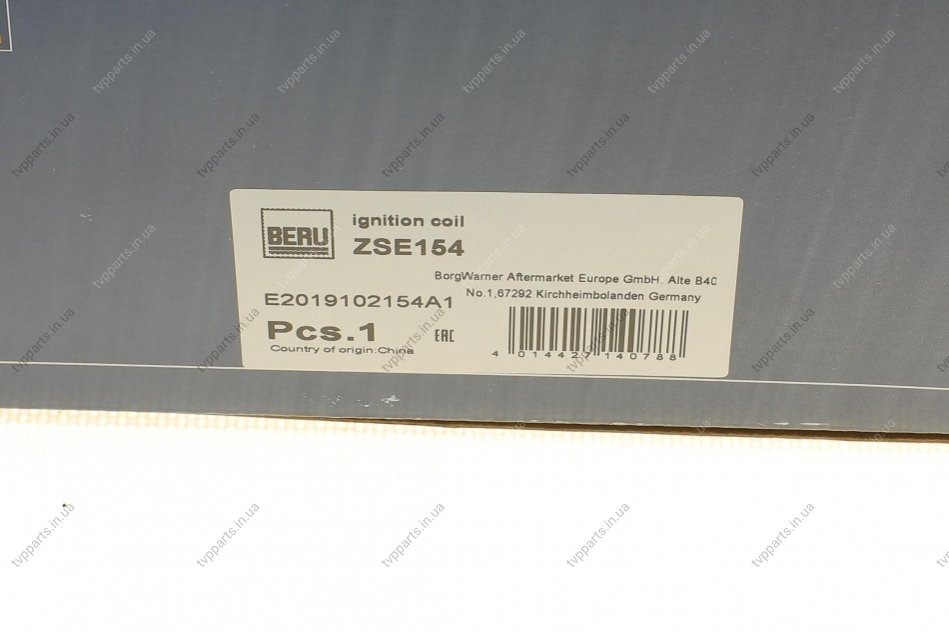 BERU
ignition coil
ZSE154
BorgWarner Aftermarket Europe GmbH. Alte B40
No.1,67292 Kirchheimbolanden Germany
E2019102154A1
Pcs.1
EAC
Country of origin:China
4 014427 140788
tvpparts.in.ua